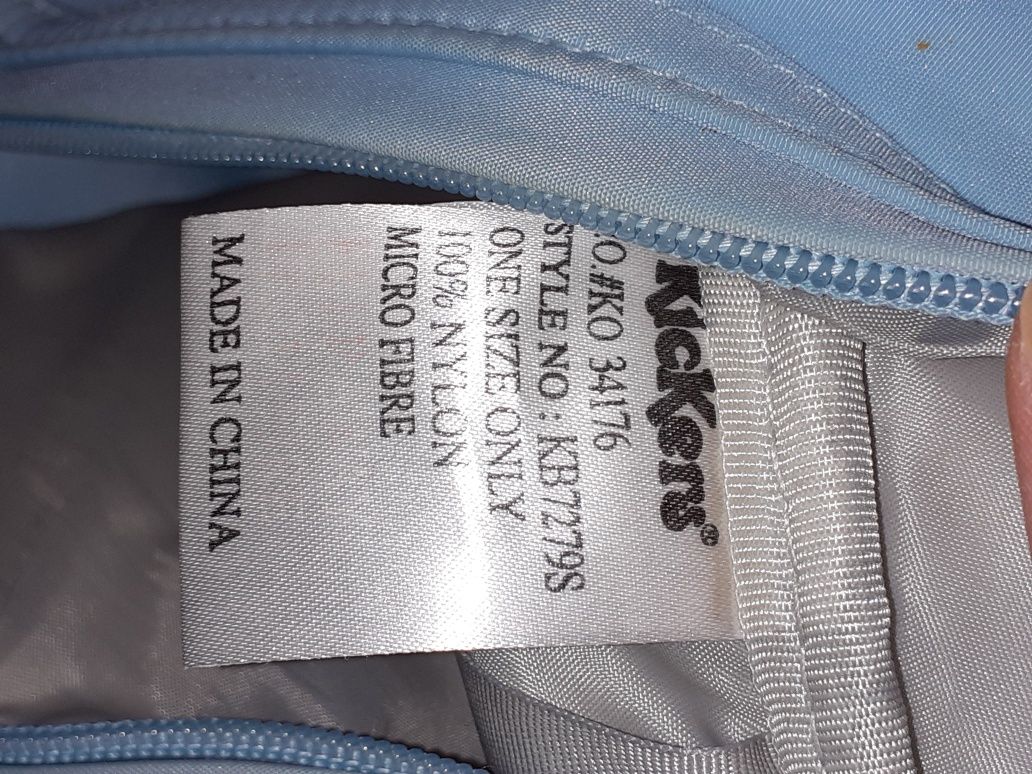 Kickers®
O.#KO 34176
STYLE NO : KB7279S
ONE SIZE ONLY
100% NYLON
MICRO FIBRE
MADE IN CHINA